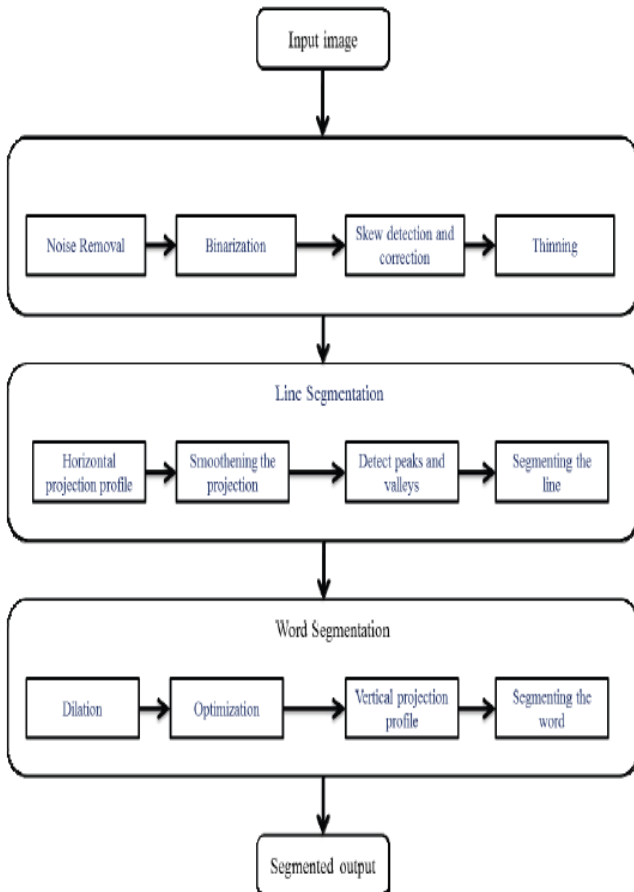 Input image
Noise Removal
Binarization
Skew detection and
correction
Thinning
Line Segmentation
Horizontal
projection profile
Smoothening the
projection
Detect peaks and
valleys
Segmenting the
line
Word Segmentation
Dilation
Optimization
Vertical projection
profile
Segmenting the
word
Segmented output